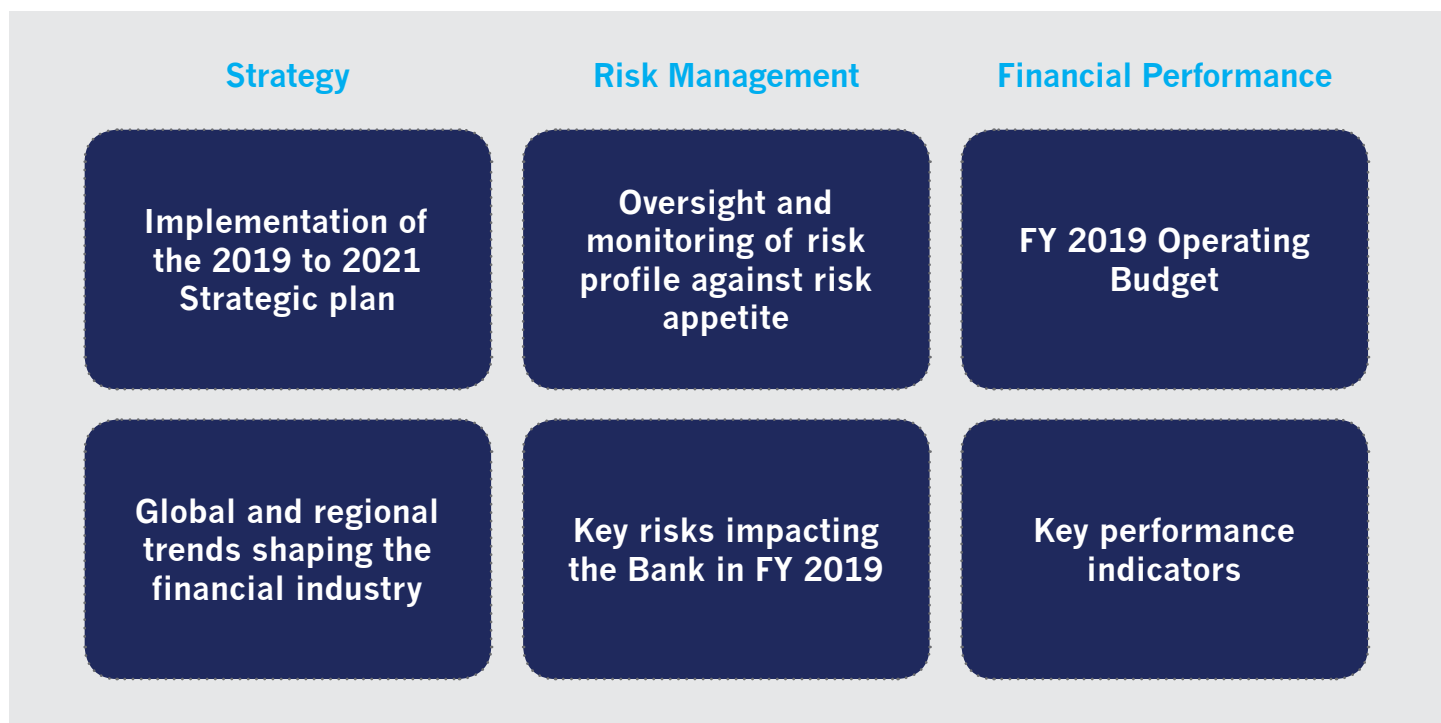 Strategy
Risk Management
Financial Performance
Implementation of
the 2019 to 2021
Strategic plan
Oversight and
monitoring of risk
profile against risk
appetite
FY 2019 Operating
Budget
Global and regional
trends shaping the
financial industry
Key risks impacting
the Bank in FY 2019
Key performance
indicators